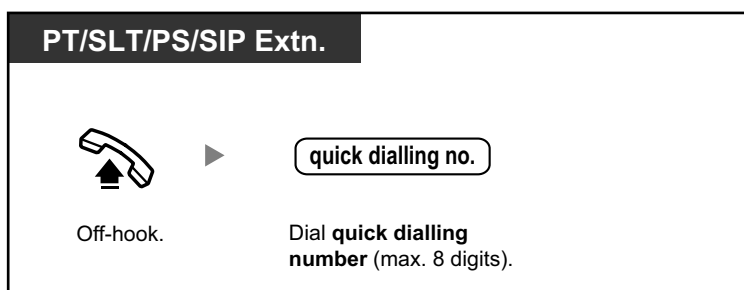 PT/SLT/PS/SIP Extn.
quick dialling no.
Off-hook.
Dial quick dialling
number (max. 8 digits).